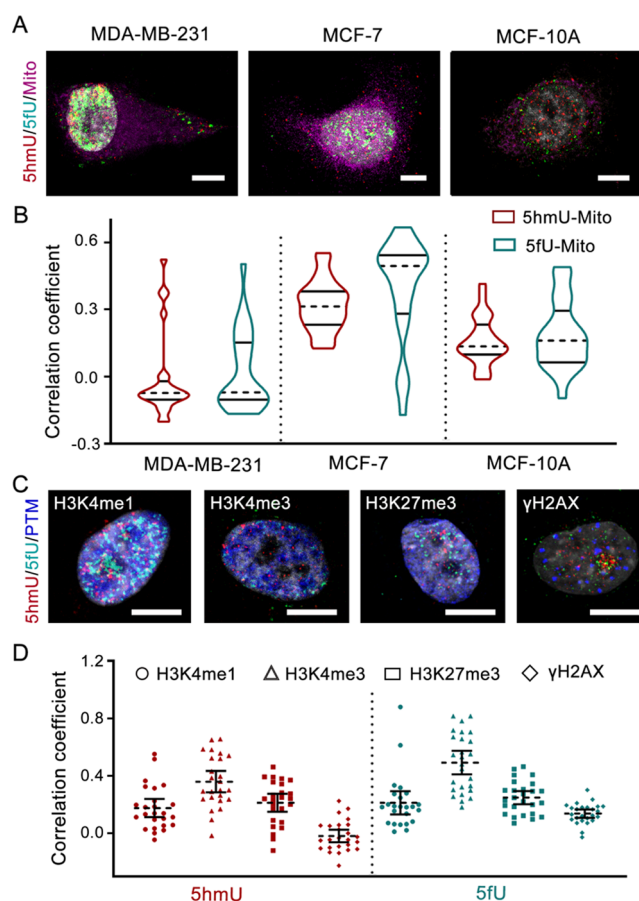 A
MDA-MB-231
MCF-7
MCF-10A
5hmU/5fU/Mito
B
Correlation coefficient
0.6
0.3
0.0
-0.3
5hmU-Mito
5fU-Mito
MDA-MB-231
MCF-7
MCF-10A
C
5hmU/5fU/PTM
H3K4me1
H3K4me3
H3K27me3
γH2AX
D
Correlation coefficient
1.2
0.8
0.4
0.0
H3K4me1
H3K4me3
H3K27me3
γH2AX
5hmU
5fU